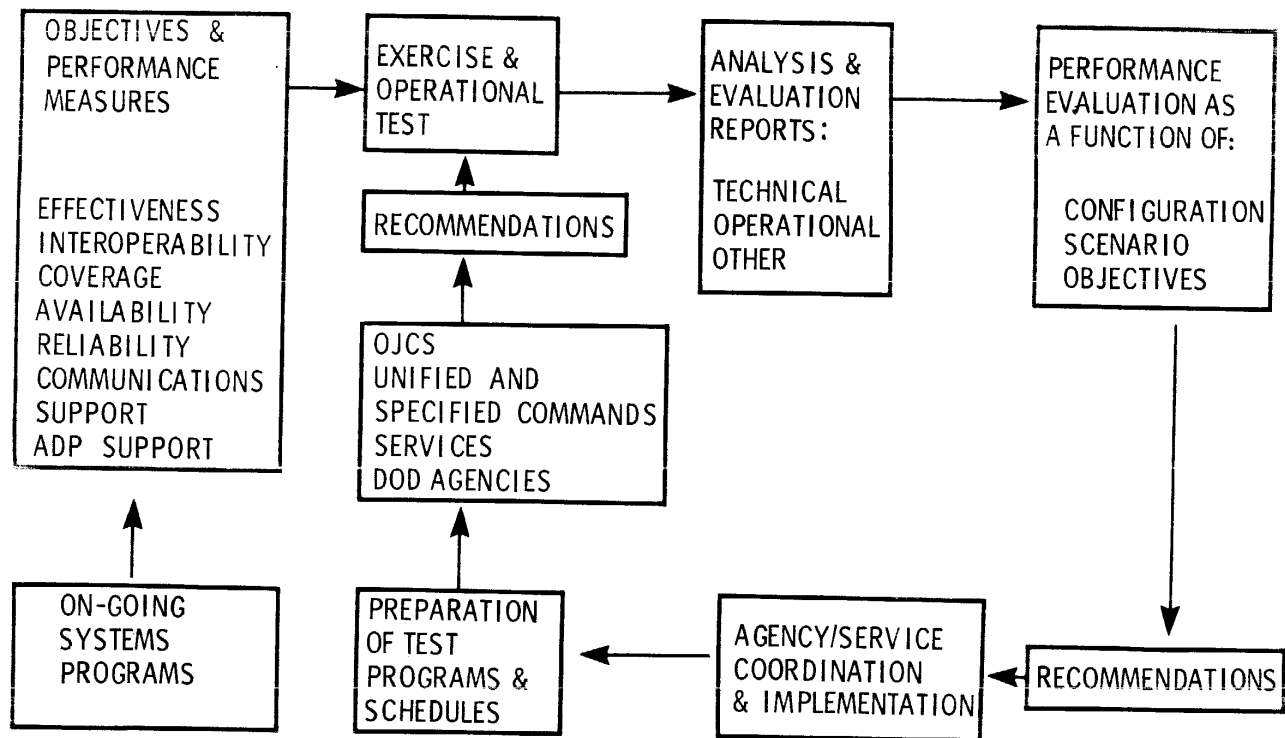 OBJECTIVES &
PERFORMANCE
MEASURES
EFFECTIVENESS
INTEROPERABILITY
COVERAGE
AVAILABILITY
RELIABILITY
COMMUNICATIONS
SUPPORT
ADP SUPPORT
EXERCISE &
OPERATIONAL
TEST
ANALYSIS &
EVALUATION
REPORTS:
TECHNICAL
OPERATIONAL
OTHER
PERFORMANCE
EVALUATION AS
A FUNCTION OF:
CONFIGURATION
SCENARIO
OBJECTIVES
RECOMMENDATIONS
OJCS
UNIFIED AND
SPECIFIED COMMANDS
SERVICES
DOD AGENCIES
ON-GOING
SYSTEMS
PROGRAMS
PREPARATION
OF TEST
PROGRAMS &
SCHEDULES
AGENCY/SERVICE
COORDINATION
& IMPLEMENTATION
RECOMMENDATIONS